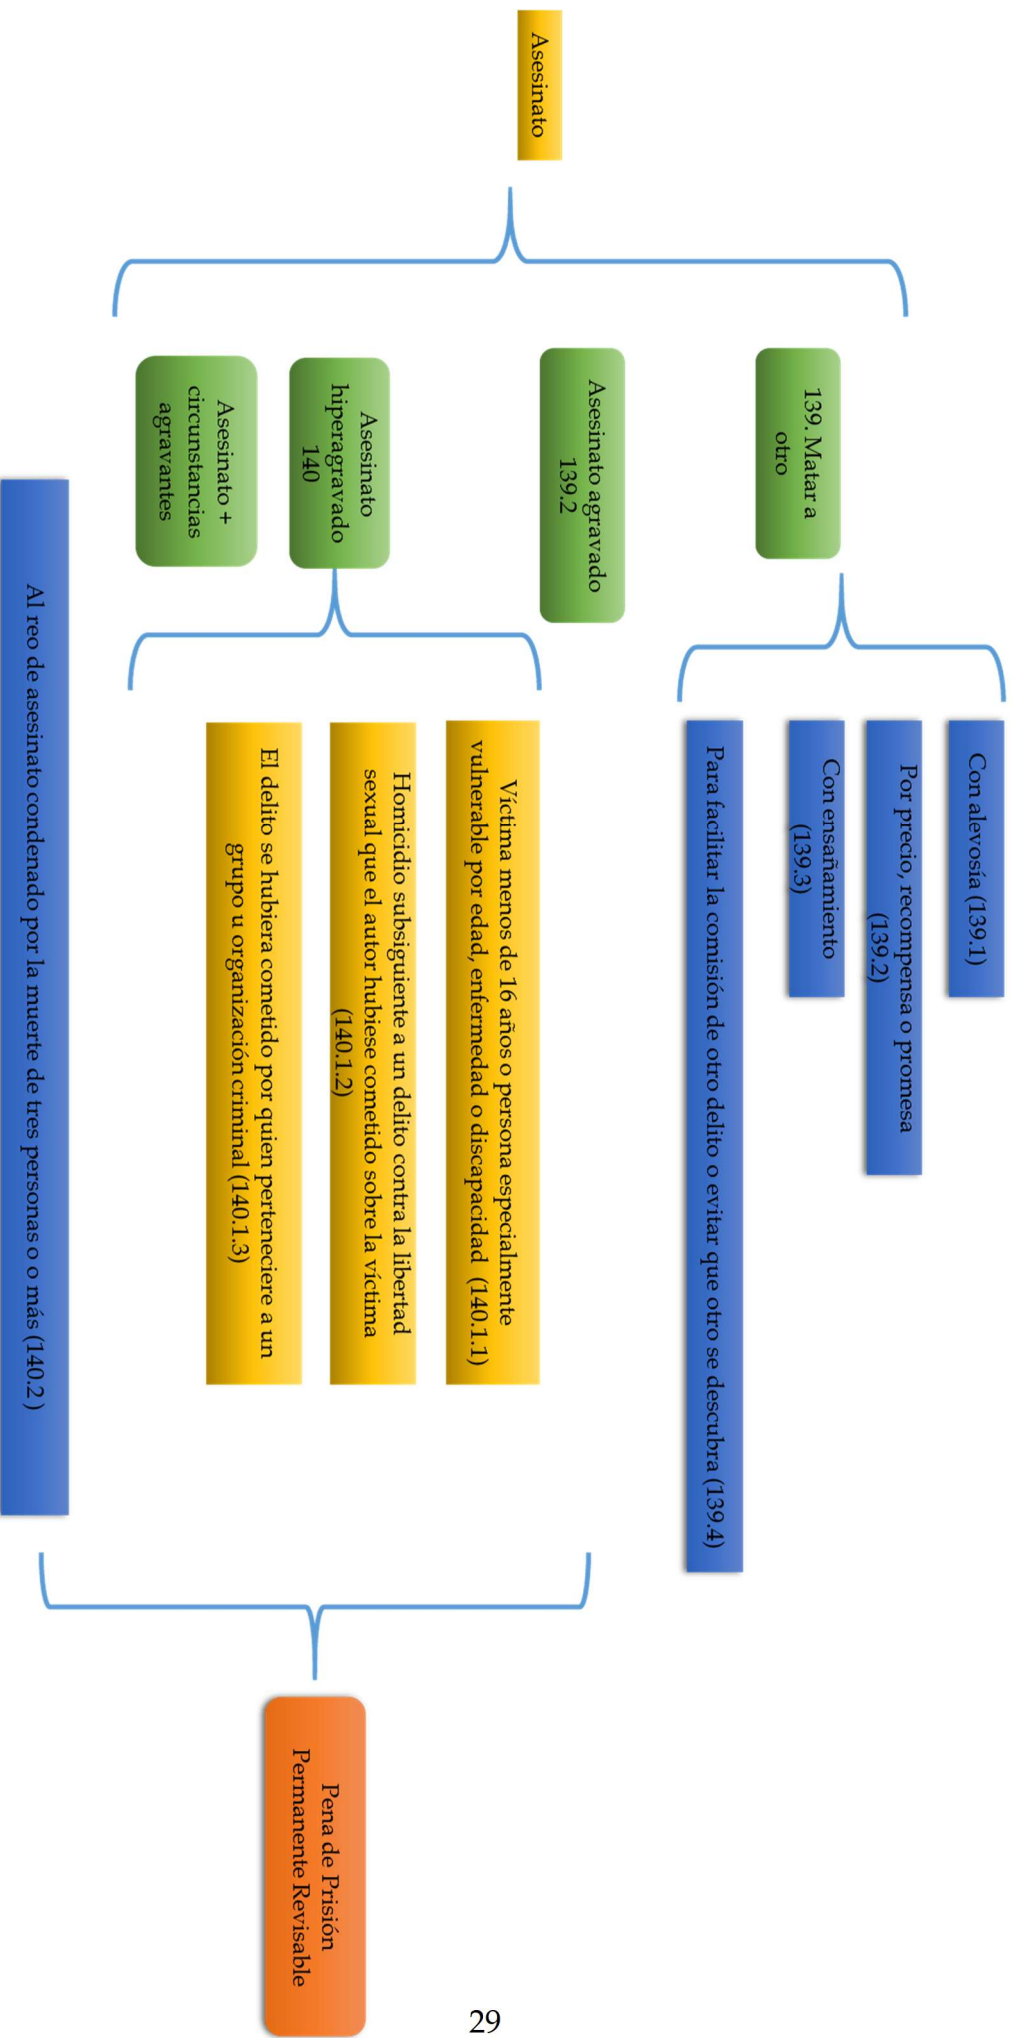 Asesinato
139. Matar a
otro
Con alevosía (139.1)
Por precio, recompensa o promesa
(139.2)
Con ensañamiento
(139.3)
Para facilitar la comisión de otro delito o evitar que otro se descubra (139.4)
Asesinato agravado
139.2
Asesinato
hiperagravado
140
Víctima menos de 16 años o persona especialmente
vulnerable por edad, enfermedad o discapacidad (140.1.1)
Homicidio subsiguiente a un delito contra la libertad
sexual que el autor hubiese cometido sobre la víctima
(140.1.2)
El delito se hubiera cometido por quien perteneciere a un
grupo u organización criminal (140.1.3)
Asesinato +
circunstancias
agravantes
Al reo de asesinato condenado por la muerte de tres personas o o más (140.2)
Pena de Prisión
Permanente Revisable
29